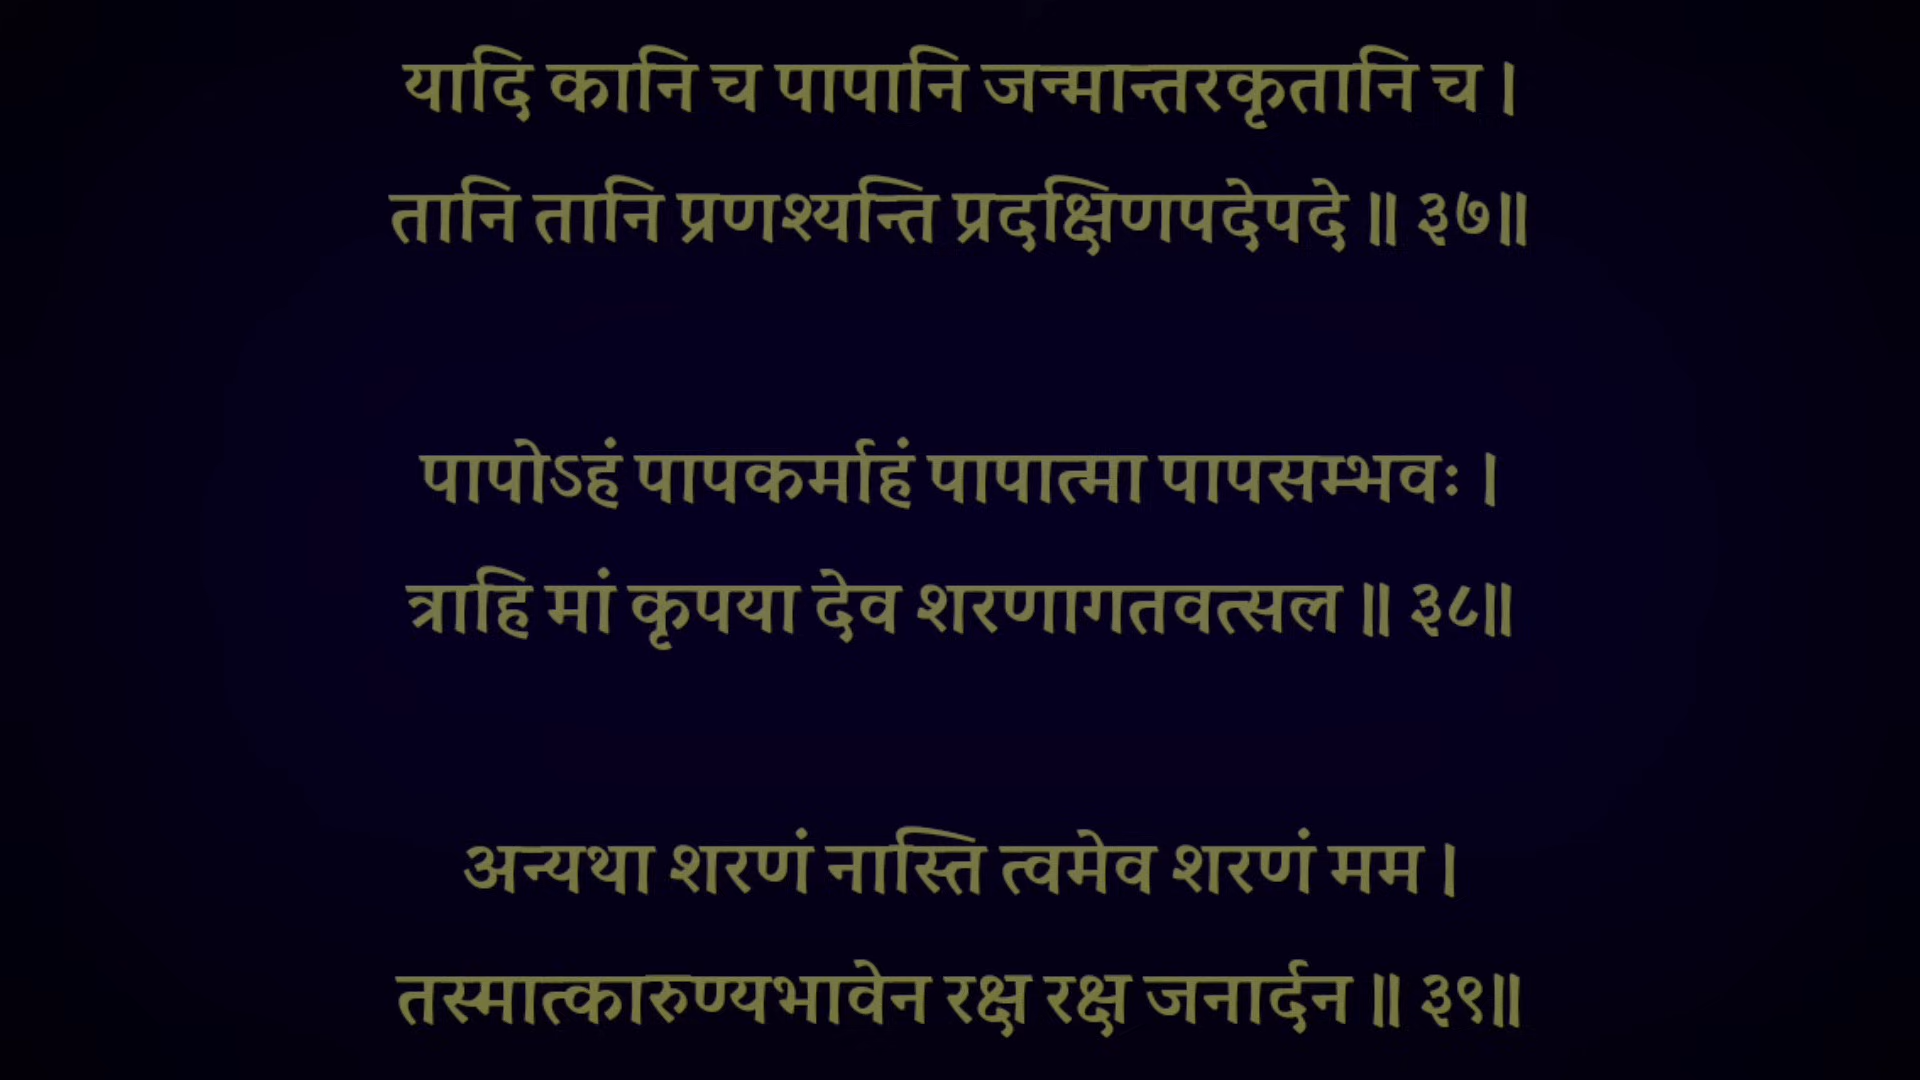 यादि कानि च पापानि जन्मान्तरकृतानि च ।
तानि तानि प्रणश्यन्ति प्रदक्षिणपदेपदे ॥ ३७॥
पापोऽहं पापकर्माहं पापात्मा पापसम्भवः ।
त्राहि मां कृपया देव शरणागतवत्सल ॥ ३८॥
अन्यथा शरणं नास्ति त्वमेव शरणं मम ।
तस्मात्कारुण्यभावेन रक्ष रक्ष जनार्दन ॥ ३९॥